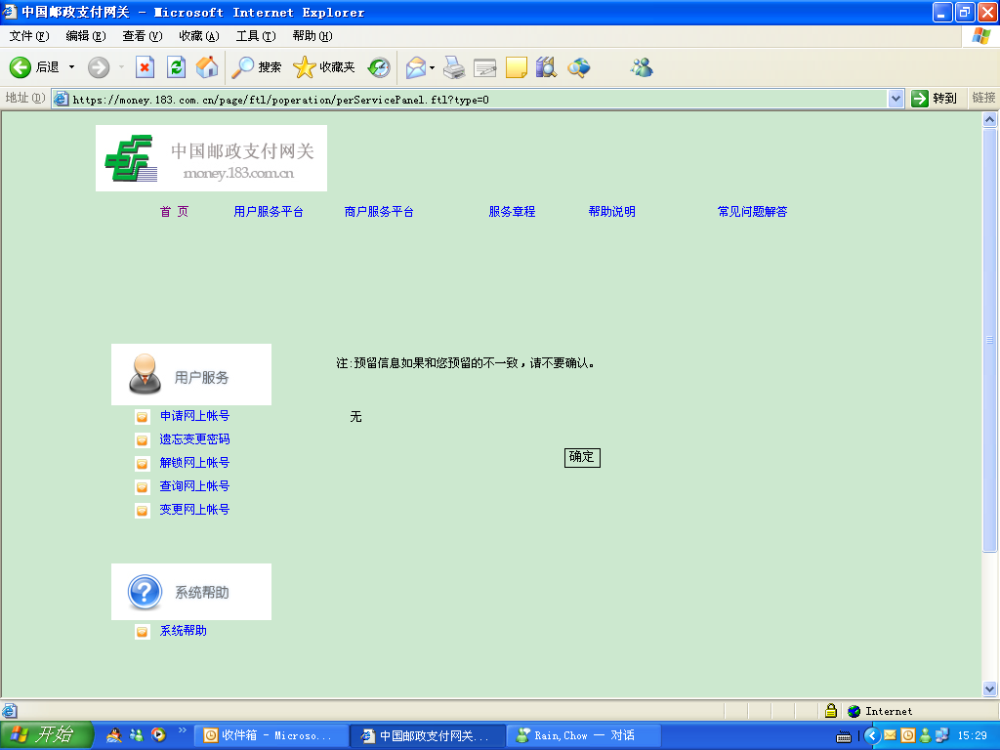 中国邮政支付网关 - Microsoft Internet Explorer
文件(F) 编辑(E) 查看(V) 收藏(A) 工具(T) 帮助(H)
后退 搜索 收藏夹
地址(D) https://money.183.com.cn/page/ftl/poperation/perServicePanel.ftl?type=0 转到 链接
中国邮政支付网关
money.183.com.cn
首 页 用户服务平台 商户服务平台 服务章程 帮助说明 常见问题解答
注:预留信息如果和您预留的不一致，请不要确认。
用户服务
申请网上帐号
无
遗忘变更密码
确定
解锁网上帐号
查询网上帐号
变更网上帐号
系统帮助
系统帮助
Internet
开始 收件箱 - Microso... 中国邮政支付网关... Rain,Chow — 对话 15:29